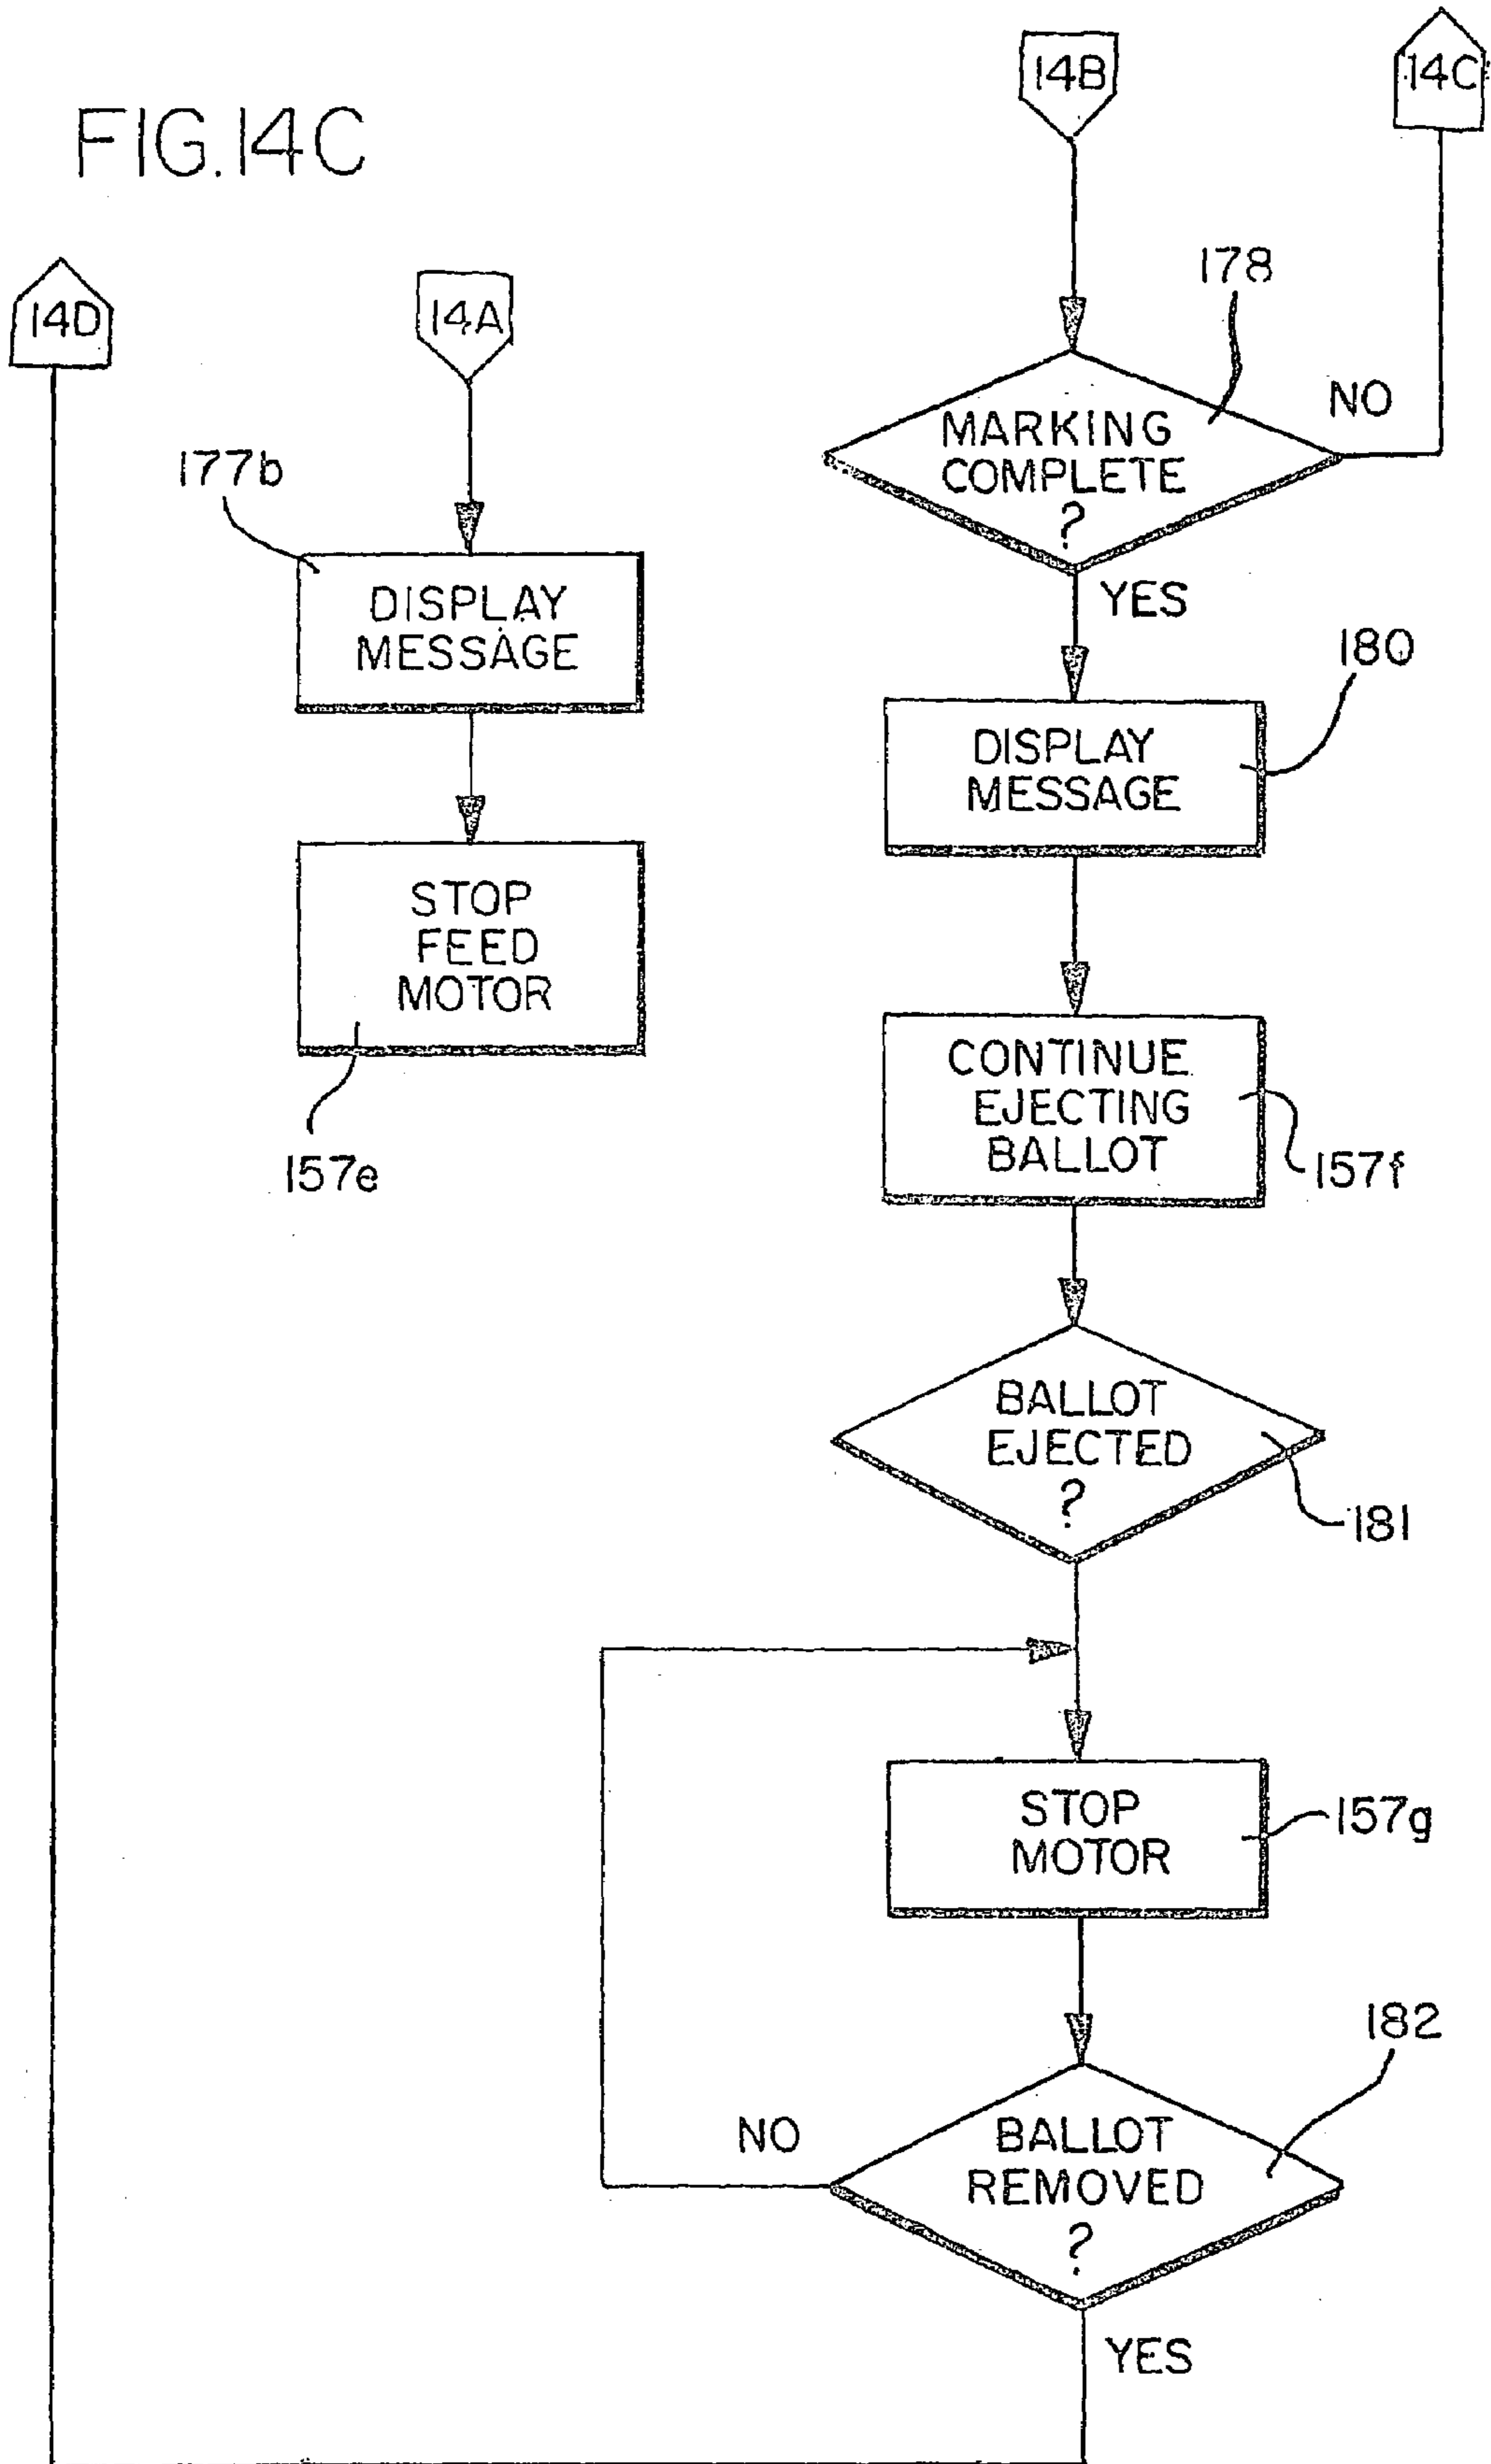 FIG. 14C
14B
14C
14D
14A
178
MARKING
COMPLETE
?
NO
YES
177b
DISPLAY
MESSAGE
STOP
FEED
MOTOR
157e
180
DISPLAY
MESSAGE
CONTINUE
EJECTING
BALLOT
157f
BALLOT
EJECTED
?
181
STOP
MOTOR
157g
182
NO
BALLOT
REMOVED
?
YES